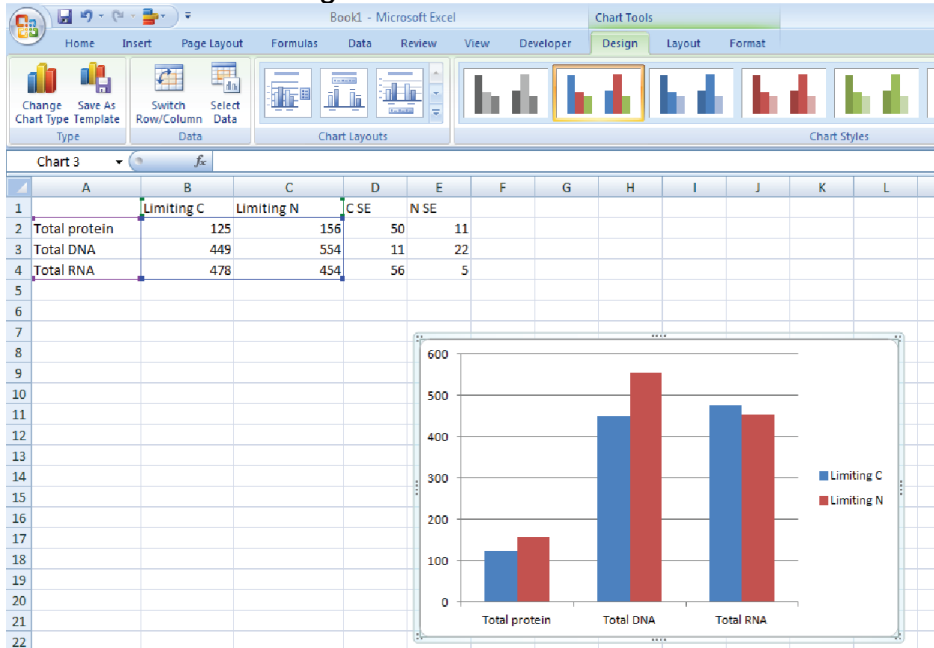 Book1 - Microsoft Excel Chart Tools
Home Insert Page Layout Formulas Data Review View Developer Design Layout Format
Change Chart Type Save As Template Switch Row/Column Select Data
Type Data Chart Layouts Chart Styles
Chart 3 fx
A B C D E F G H I J K L
1 Limiting C Limiting N C SE N SE
2 Total protein 125 156 50 11
3 Total DNA 449 554 11 22
4 Total RNA 478 454 56 5
5
6
7
8
9
10
11
12
13
14
15
16
17
18
19
20
21
22
600
500
400
300
200
100
0
Limiting C
Limiting N
Total protein Total DNA Total RNA